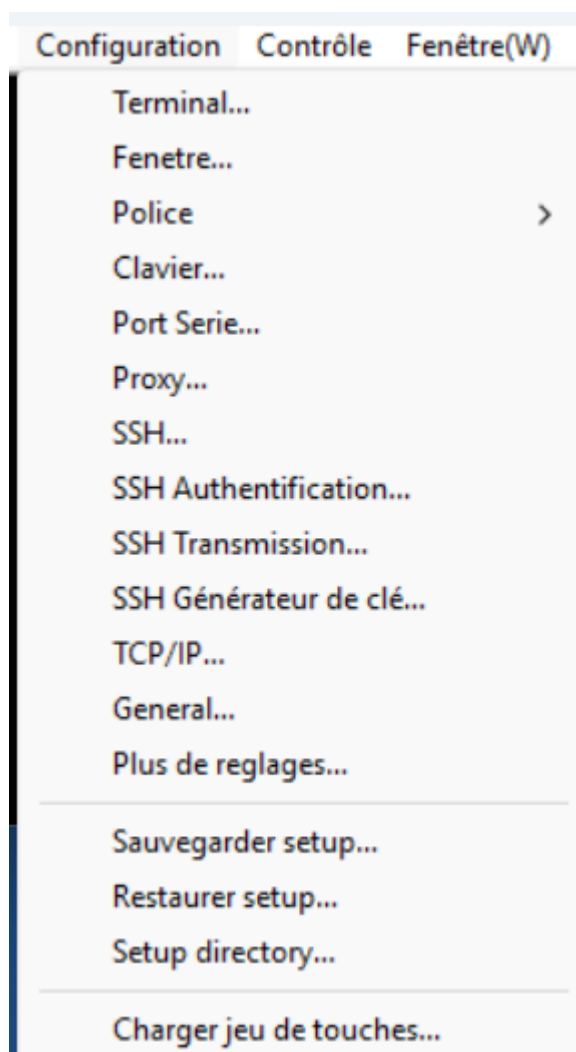 Configuration Contrôle Fenêtre(W)
Terminal...
Fenetre...
Police
Clavier...
Port Serie...
Proxy...
SSH...
SSH Authentification...
SSH Transmission...
SSH Générateur de clé...
TCP/IP...
General...
Plus de reglages...
Sauvegarder setup...
Restaurer setup...
Setup directory...
Charger jeu de touches...